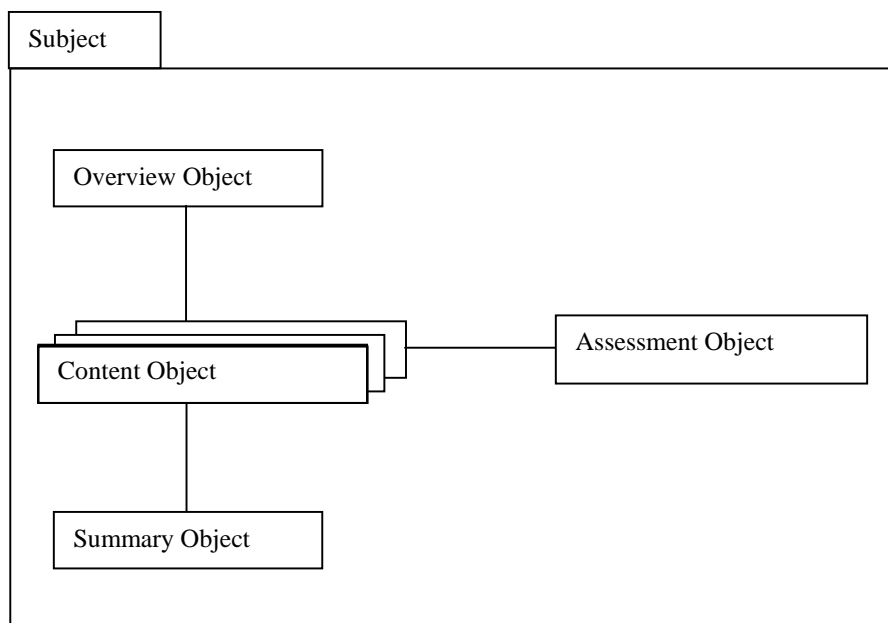 Subject
Overview Object
Content Object
Assessment Object
Summary Object